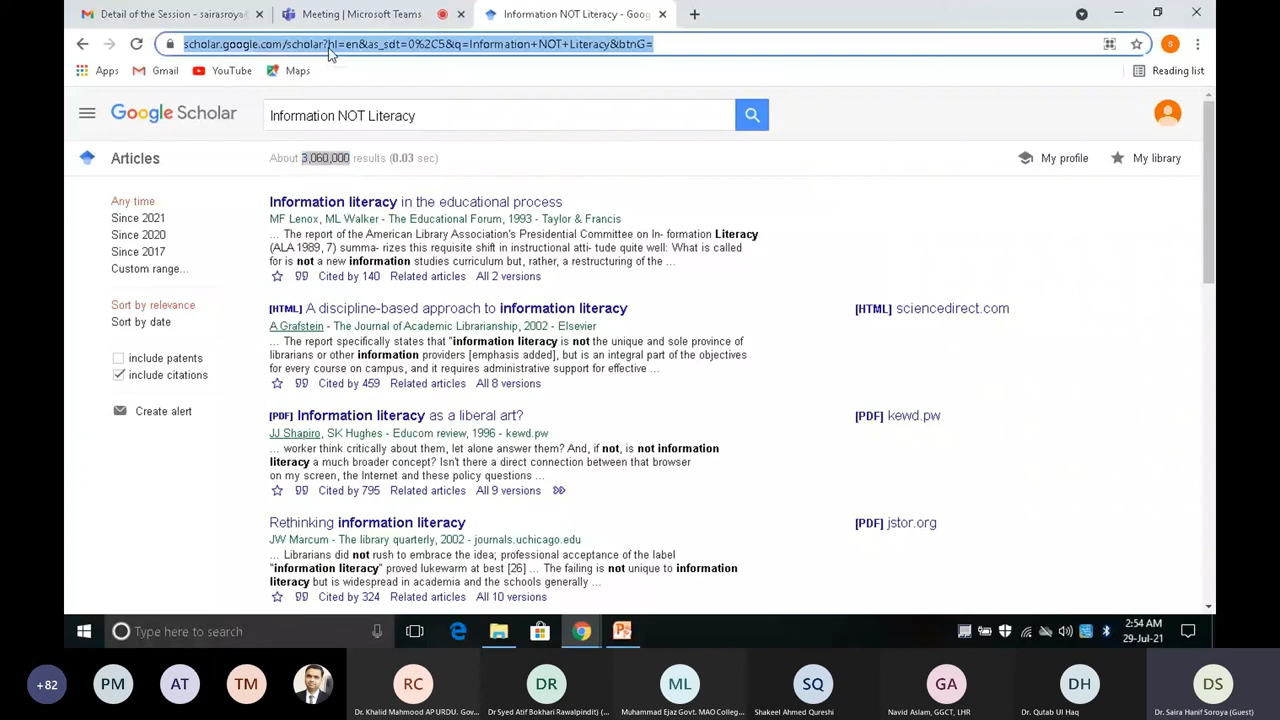 Detail of the Session - sairasroya@
Meeting | Microsoft Teams
Information NOT Literacy - Goog
scholar.google.com/scholar?hl=en&as_sdt=0%2C5&q=Information+NOT+Literacy&btnG=
S
Apps
Gmail
YouTube
Maps
Reading list
Google Scholar
Information NOT Literacy
Articles
About 3,060,000 results (0.03 sec)
My profile
My library
Any time
Since 2021
Since 2020
Since 2017
Custom range...
Sort by relevance
Sort by date
include patents
include citations
Create alert
Information literacy in the educational process
MF Lenox, ML Walker - The Educational Forum, 1993 - Taylor & Francis
... The report of the American Library Association's Presidential Committee on In- formation Literacy
(ALA 1989, 7) summa- rizes this requisite shift in instructional atti- tude quite well: What is called
for is not a new information studies curriculum but, rather, a restructuring of the ...
Cited by 140 Related articles All 2 versions
[HTML] A discipline-based approach to information literacy
A Grafstein - The Journal of Academic Librarianship, 2002 - Elsevier
... The report specifically states that "information literacy is not the unique and sole province of
librarians or other information providers [emphasis added], but is an integral part of the objectives
for every course on campus, and it requires administrative support for effective ...
Cited by 459 Related articles All 8 versions
[HTML] sciencedirect.com
[PDF] Information literacy as a liberal art?
JJ Shapiro, SK Hughes - Educom review, 1996 - kewd.pw
... worker think critically about them, let alone answer them? And, if not, is not information
literacy a much broader concept? Isn't there a direct connection between that browser
on my screen, the Internet and these policy questions ...
Cited by 795 Related articles All 9 versions
[PDF] kewd.pw
Rethinking information literacy
JW Marcum - The library quarterly, 2002 - journals.uchicago.edu
... Librarians did not rush to embrace the idea; professional acceptance of the label
"information literacy" proved lukewarm at best [26] ... The failing is not unique to information
literacy but is widespread in academia and the schools generally ...
Cited by 324 Related articles All 10 versions
[PDF] jstor.org
Type here to search
2:54 AM
29-Jul-21
+82
PM
AT
TM
RC
DR
ML
SQ
GA
DH
DS
Dr. Khalid Mahmood AP URDU. Gov...
Dr Syed Atif Bokhari (Rawalpindit) (...
Muhammad Ejaz Govt. MAO Colleg...
Shakeel Ahmed Qureshi
Navid Aslam, GGCT, LHR
Dr. Qutab Ul Haq
Dr. Saira Hanif Soroya (Guest)